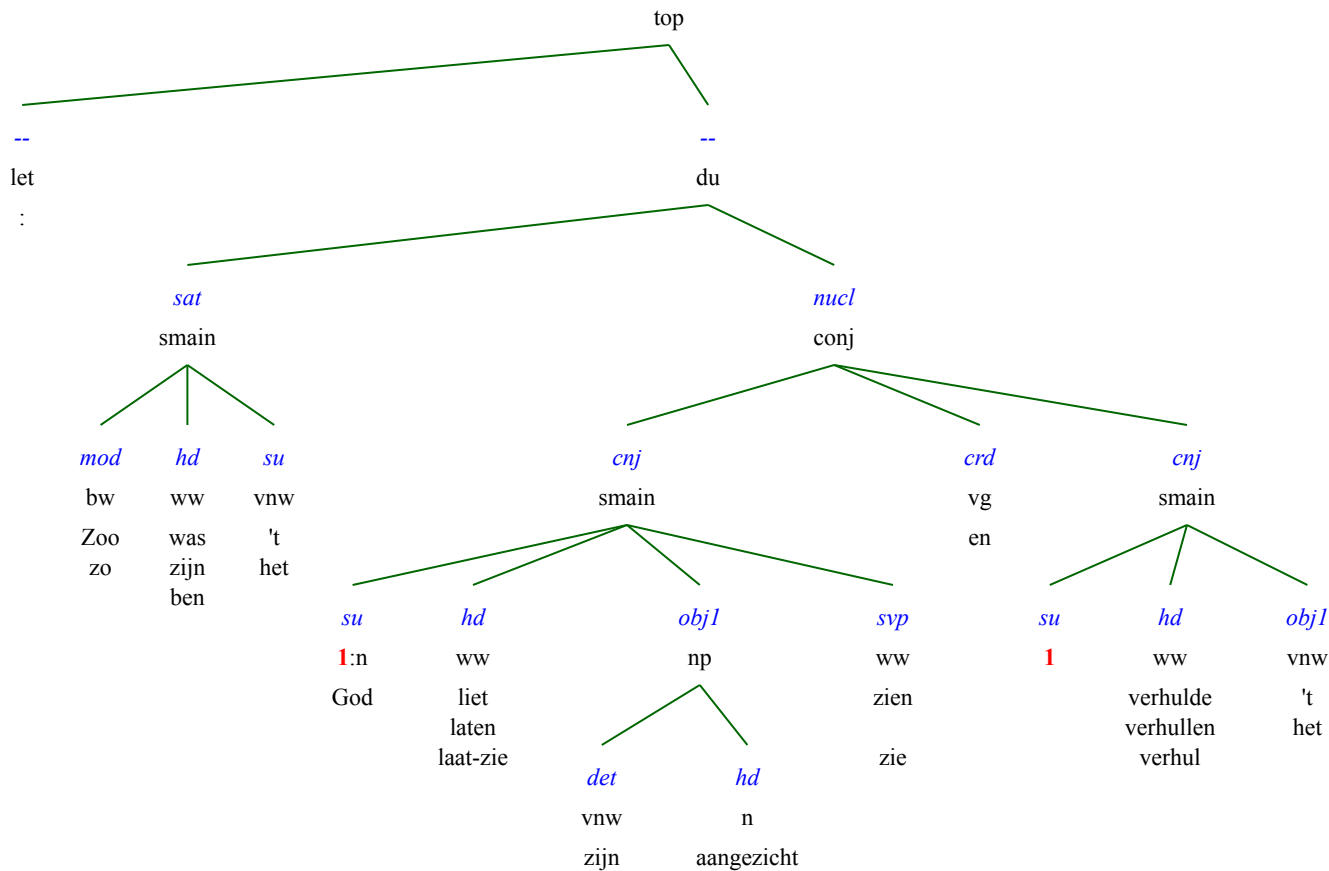 top
-- --
let du
:
sat nucl
smain conj
mod hd su cnj crd cnj
bw ww vnw smain vg smain
Zoo was 't en
zo zijn het
ben
su hd obj1 svp su hd obj1
1:n ww np ww 1 ww vnw
God liet zien verhulde 't
laten verhullen het
laat-zie zie verhul
det hd
vnw n
zijn aangezicht